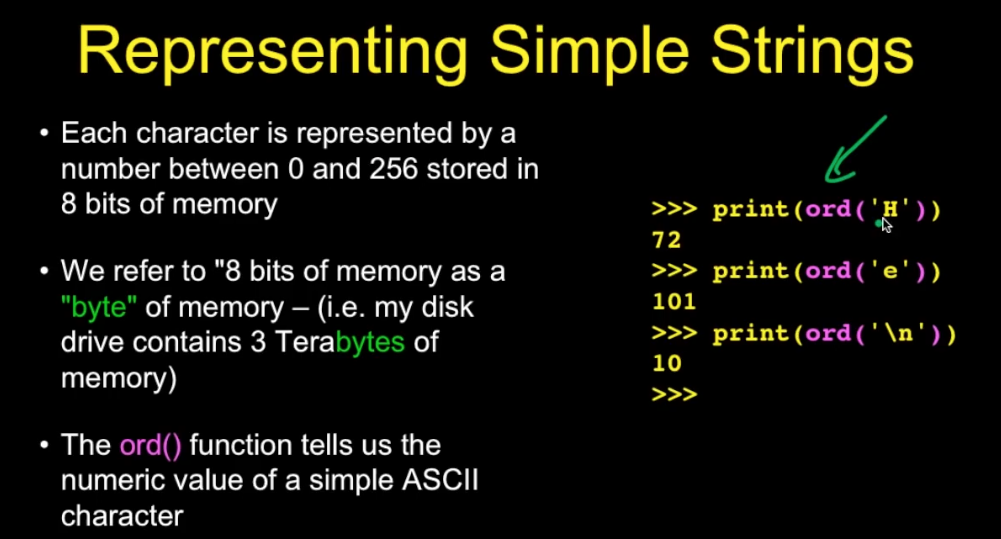 Representing Simple Strings
• Each character is represented by a
number between 0 and 256 stored in
8 bits of memory
• We refer to "8 bits of memory as a
"byte" of memory – (i.e. my disk
drive contains 3 Terabytes of
memory)
• The ord() function tells us the
numeric value of a simple ASCII
character
>>> print(ord('H'))
72
>>> print(ord('e'))
101
>>> print(ord('\n'))
10
>>>